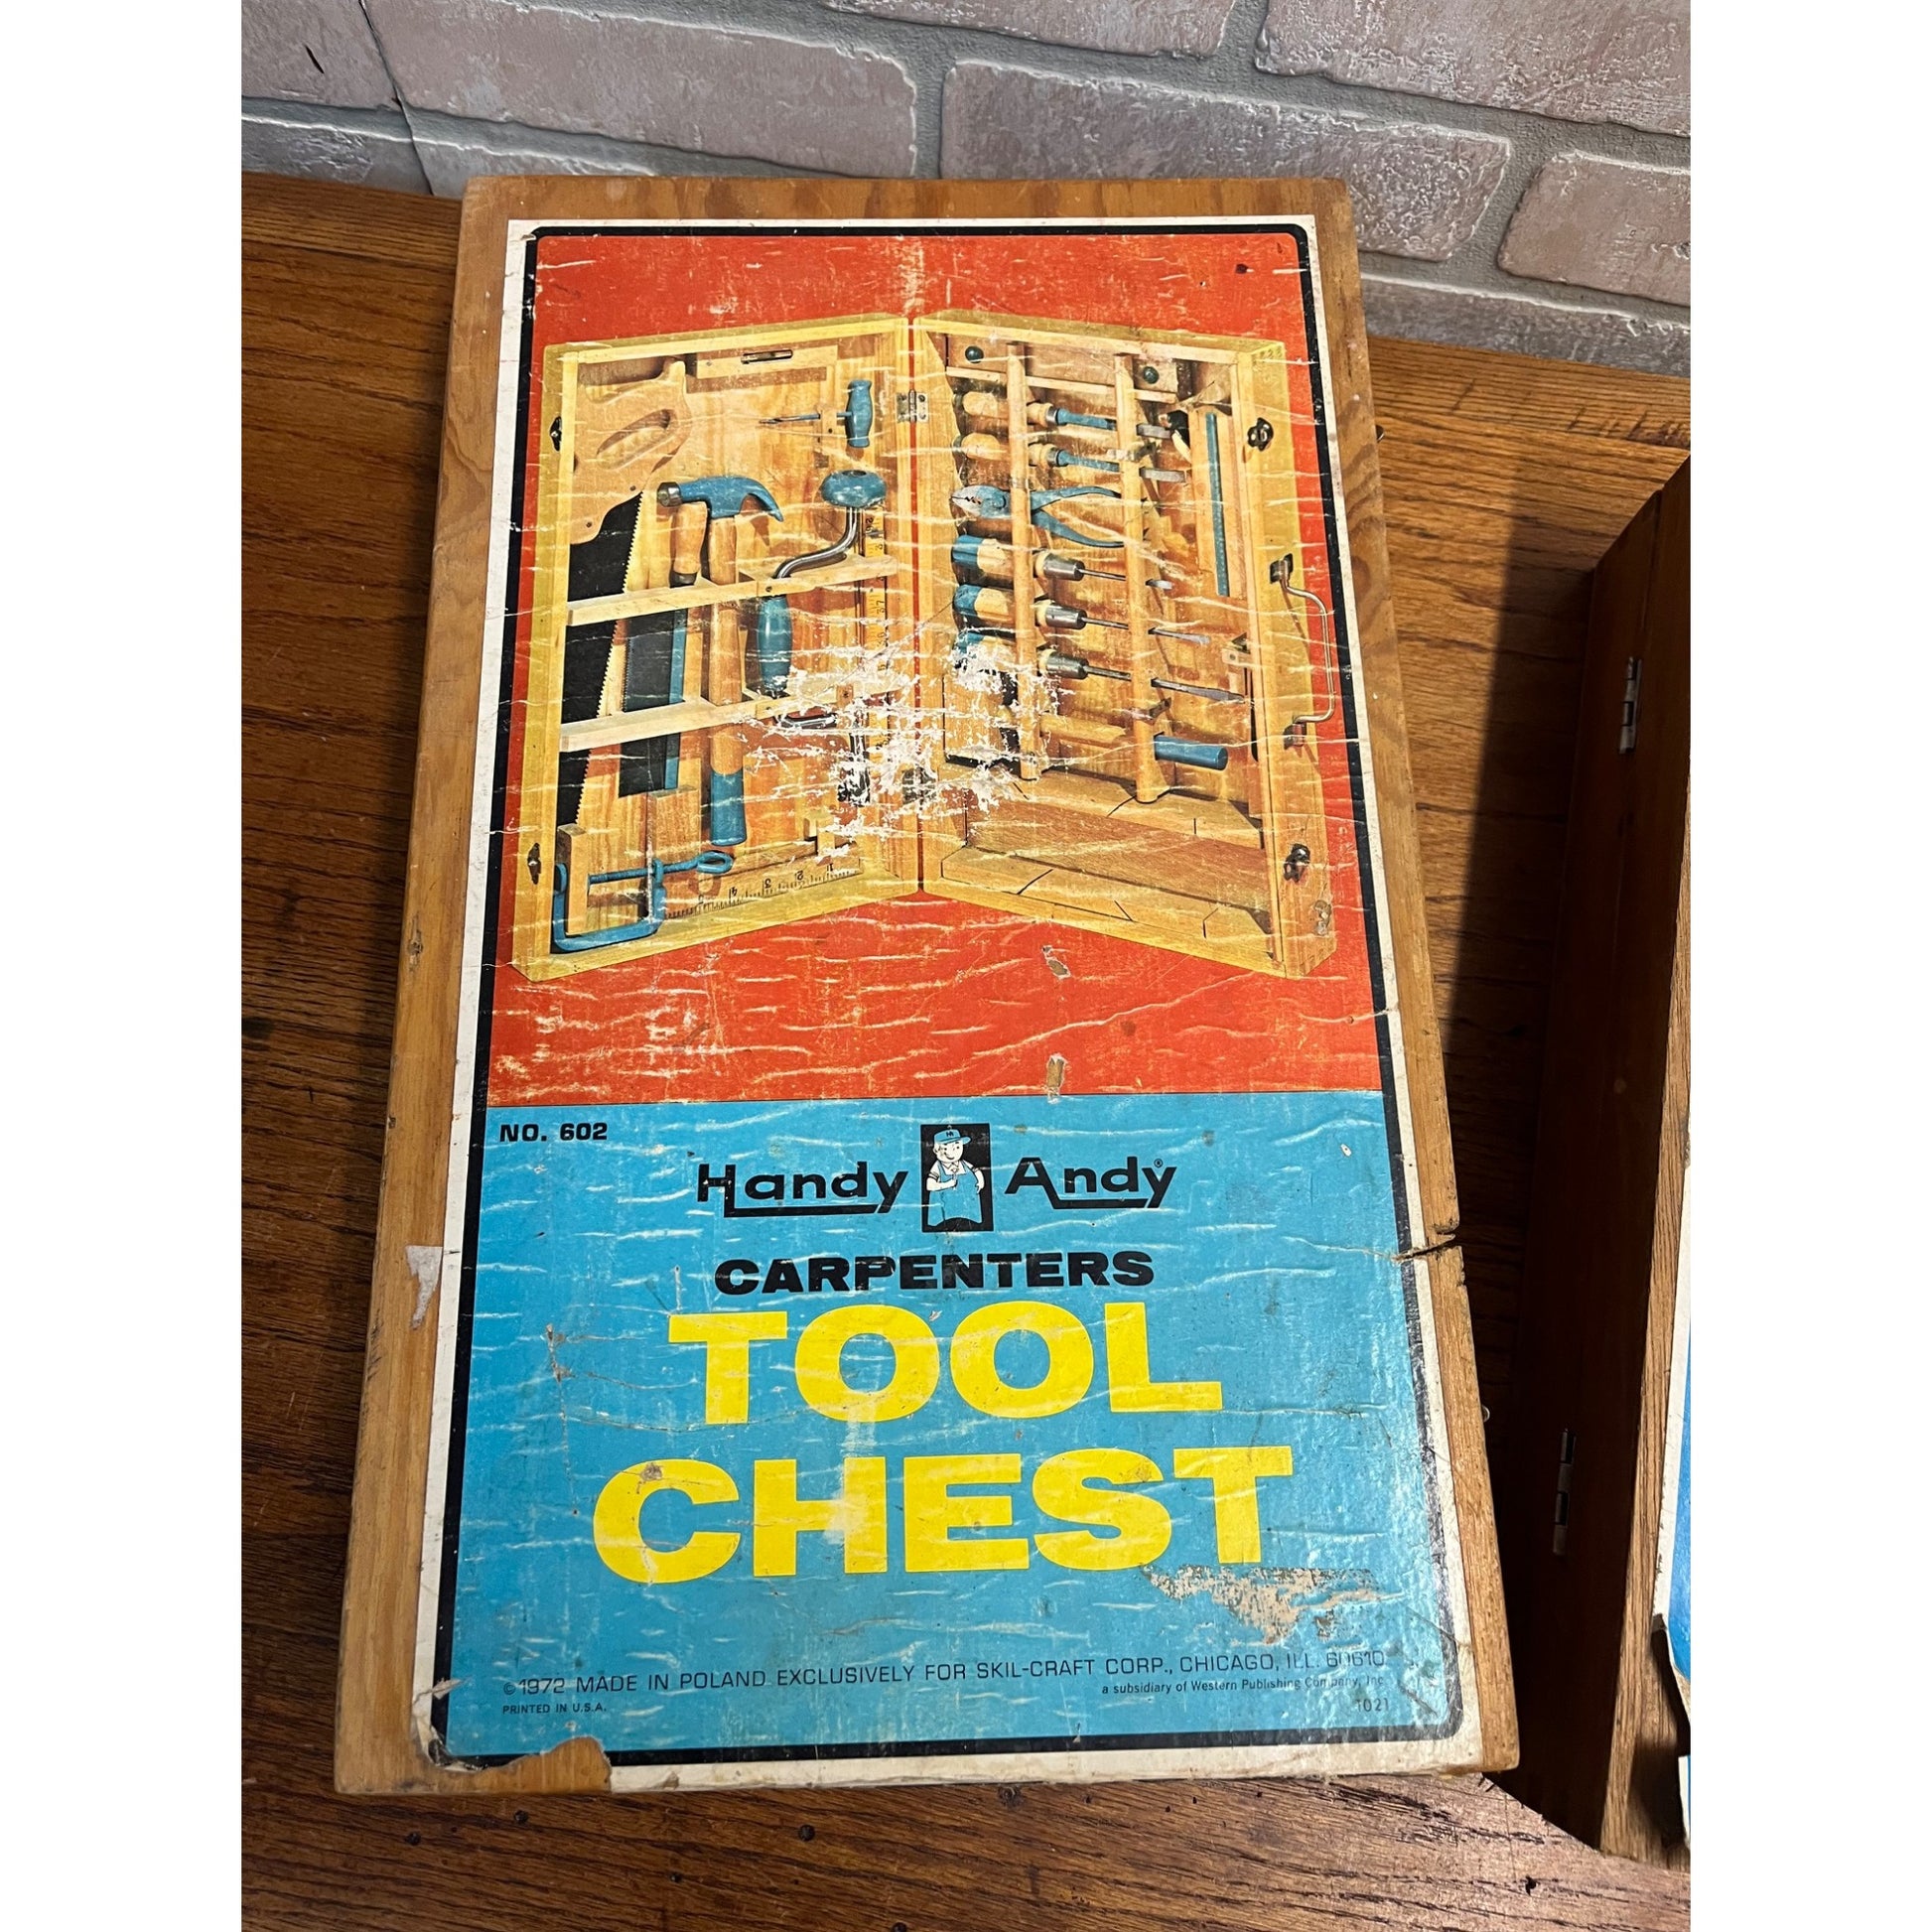 NO. 602
Handy Andy®
CARPENTERS
TOOL
CHEST
©1972 MADE IN POLAND EXCLUSIVELY FOR SKIL-CRAFT CORP., CHICAGO, ILL. 60610
a subsidiary of Western Publishing Company, Inc.
PRINTED IN U.S.A.
1021